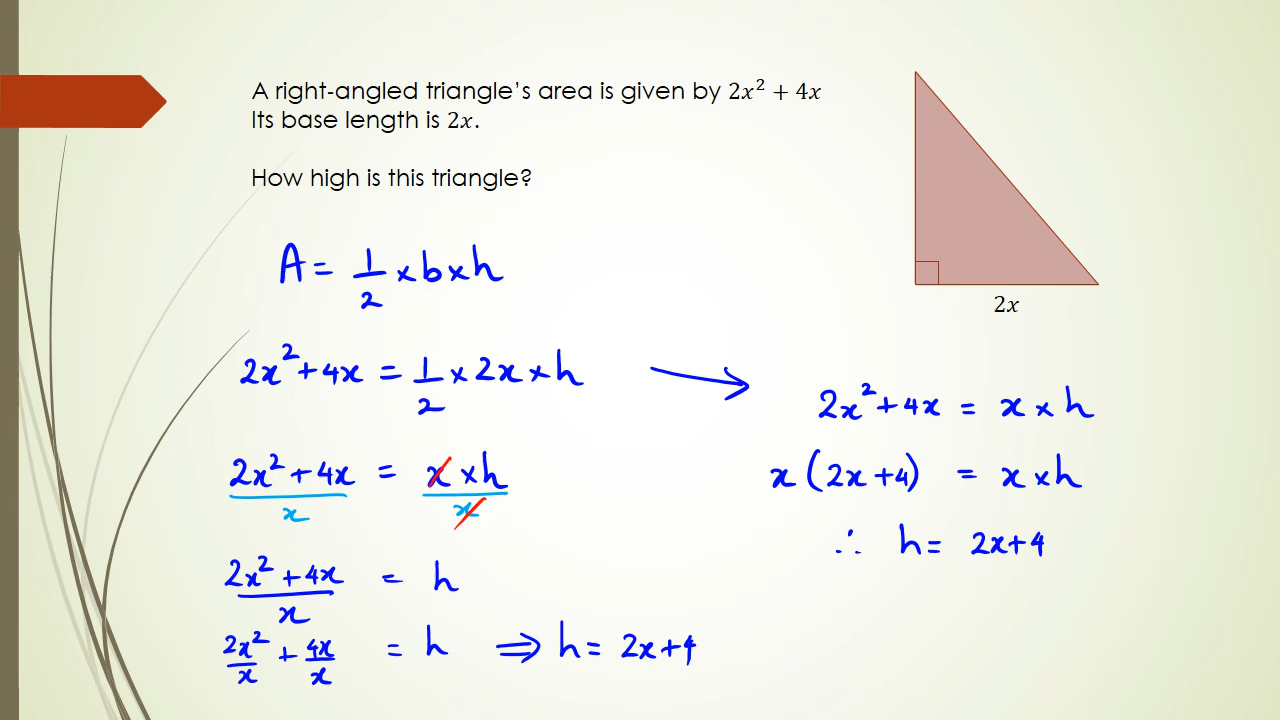 A right-angled triangle's area is given by 2x² + 4x
Its base length is 2x.
How high is this triangle?
2x
A = 1/2 × b × h
2x² + 4x = 1/2 × 2x × h
(2x² + 4x)/x = (x × h)/x
(2x² + 4x)/x = h
2x²/x + 4x/x = h ⟹ h = 2x + 4
2x² + 4x = x × h
x (2x + 4) = x × h
∴ h = 2x + 4